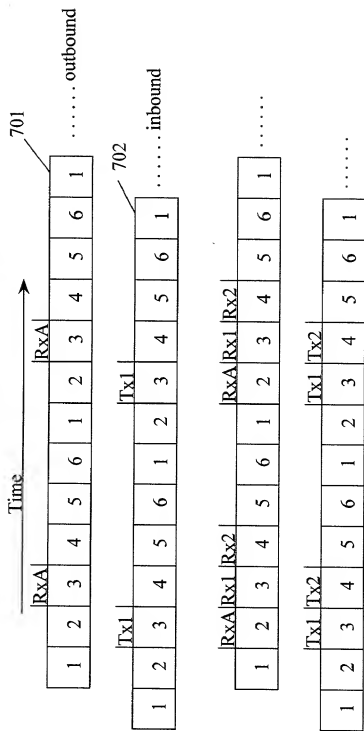 Time
701
RxA RxA
1 2 3 4 5 6 1 2 3 4 5 6 1 ......outbound
702
Tx1 Tx1
1 2 3 4 5 6 1 2 3 4 5 6 1 ......inbound
RxA Rx1 Rx2 RxA Rx1 Rx2
1 2 3 4 5 6 1 2 3 4 5 6 1 ......
Tx1 Tx2 Tx1 Tx2
1 2 3 4 5 6 1 2 3 4 5 6 1 ......